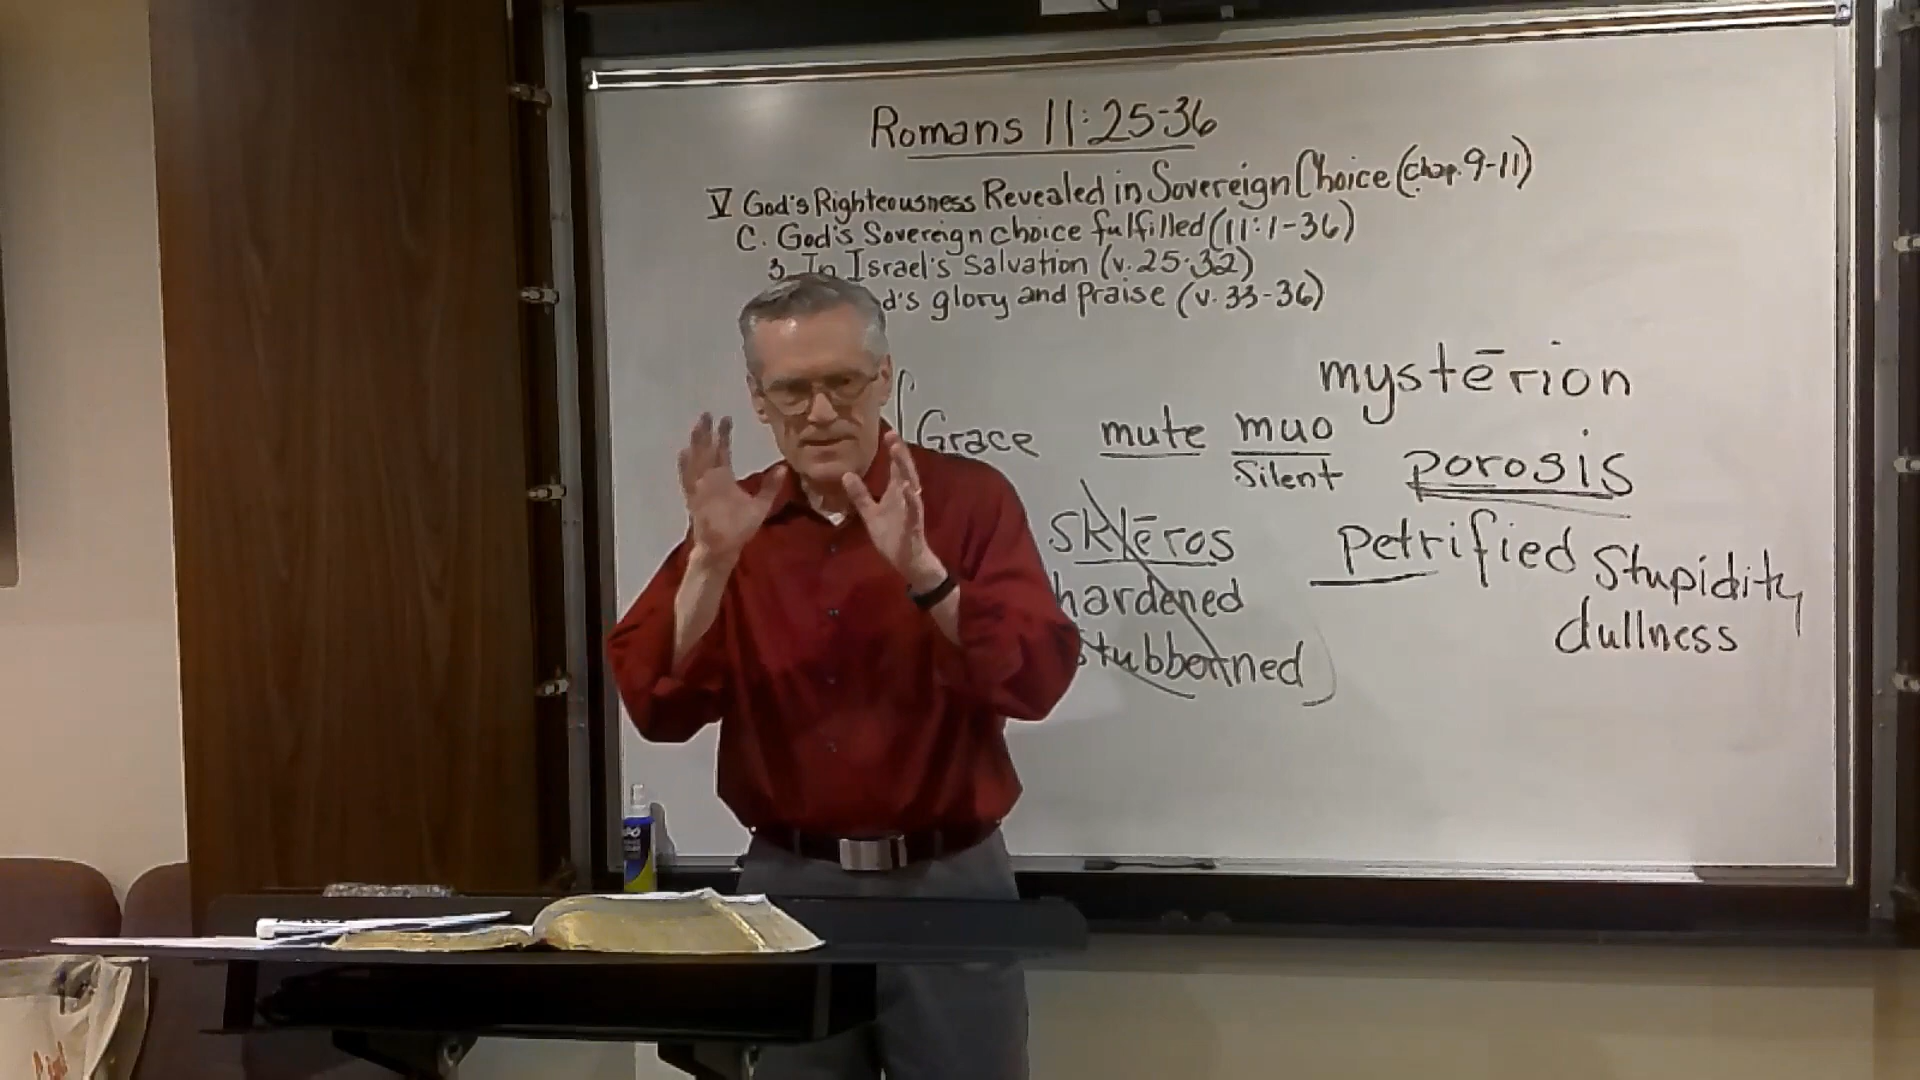 Romans 11:25-36
V God's Righteousness Revealed in Sovereign Choice (Chap. 9-11)
C. God's Sovereign choice fulfilled (11:1-36)
3. In Israel's Salvation (v. 25-32)
d's glory and Praise (v. 33-36)
mystērion
Grace mute muo
Silent
porosis
Sklēros
hardened
stubborned
petrified Stupidity
dullness